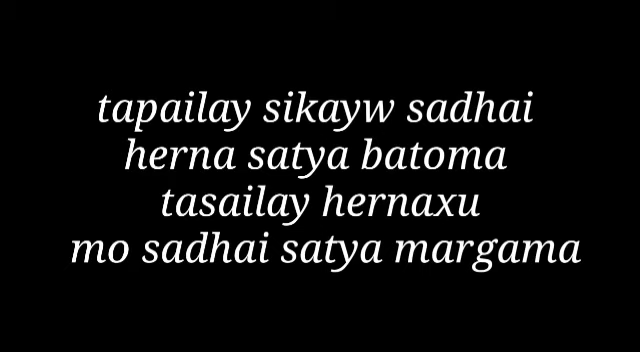 tapailay sikayw sadhai
herna satya batoma
tasailay hernaxu
mo sadhai satya margama